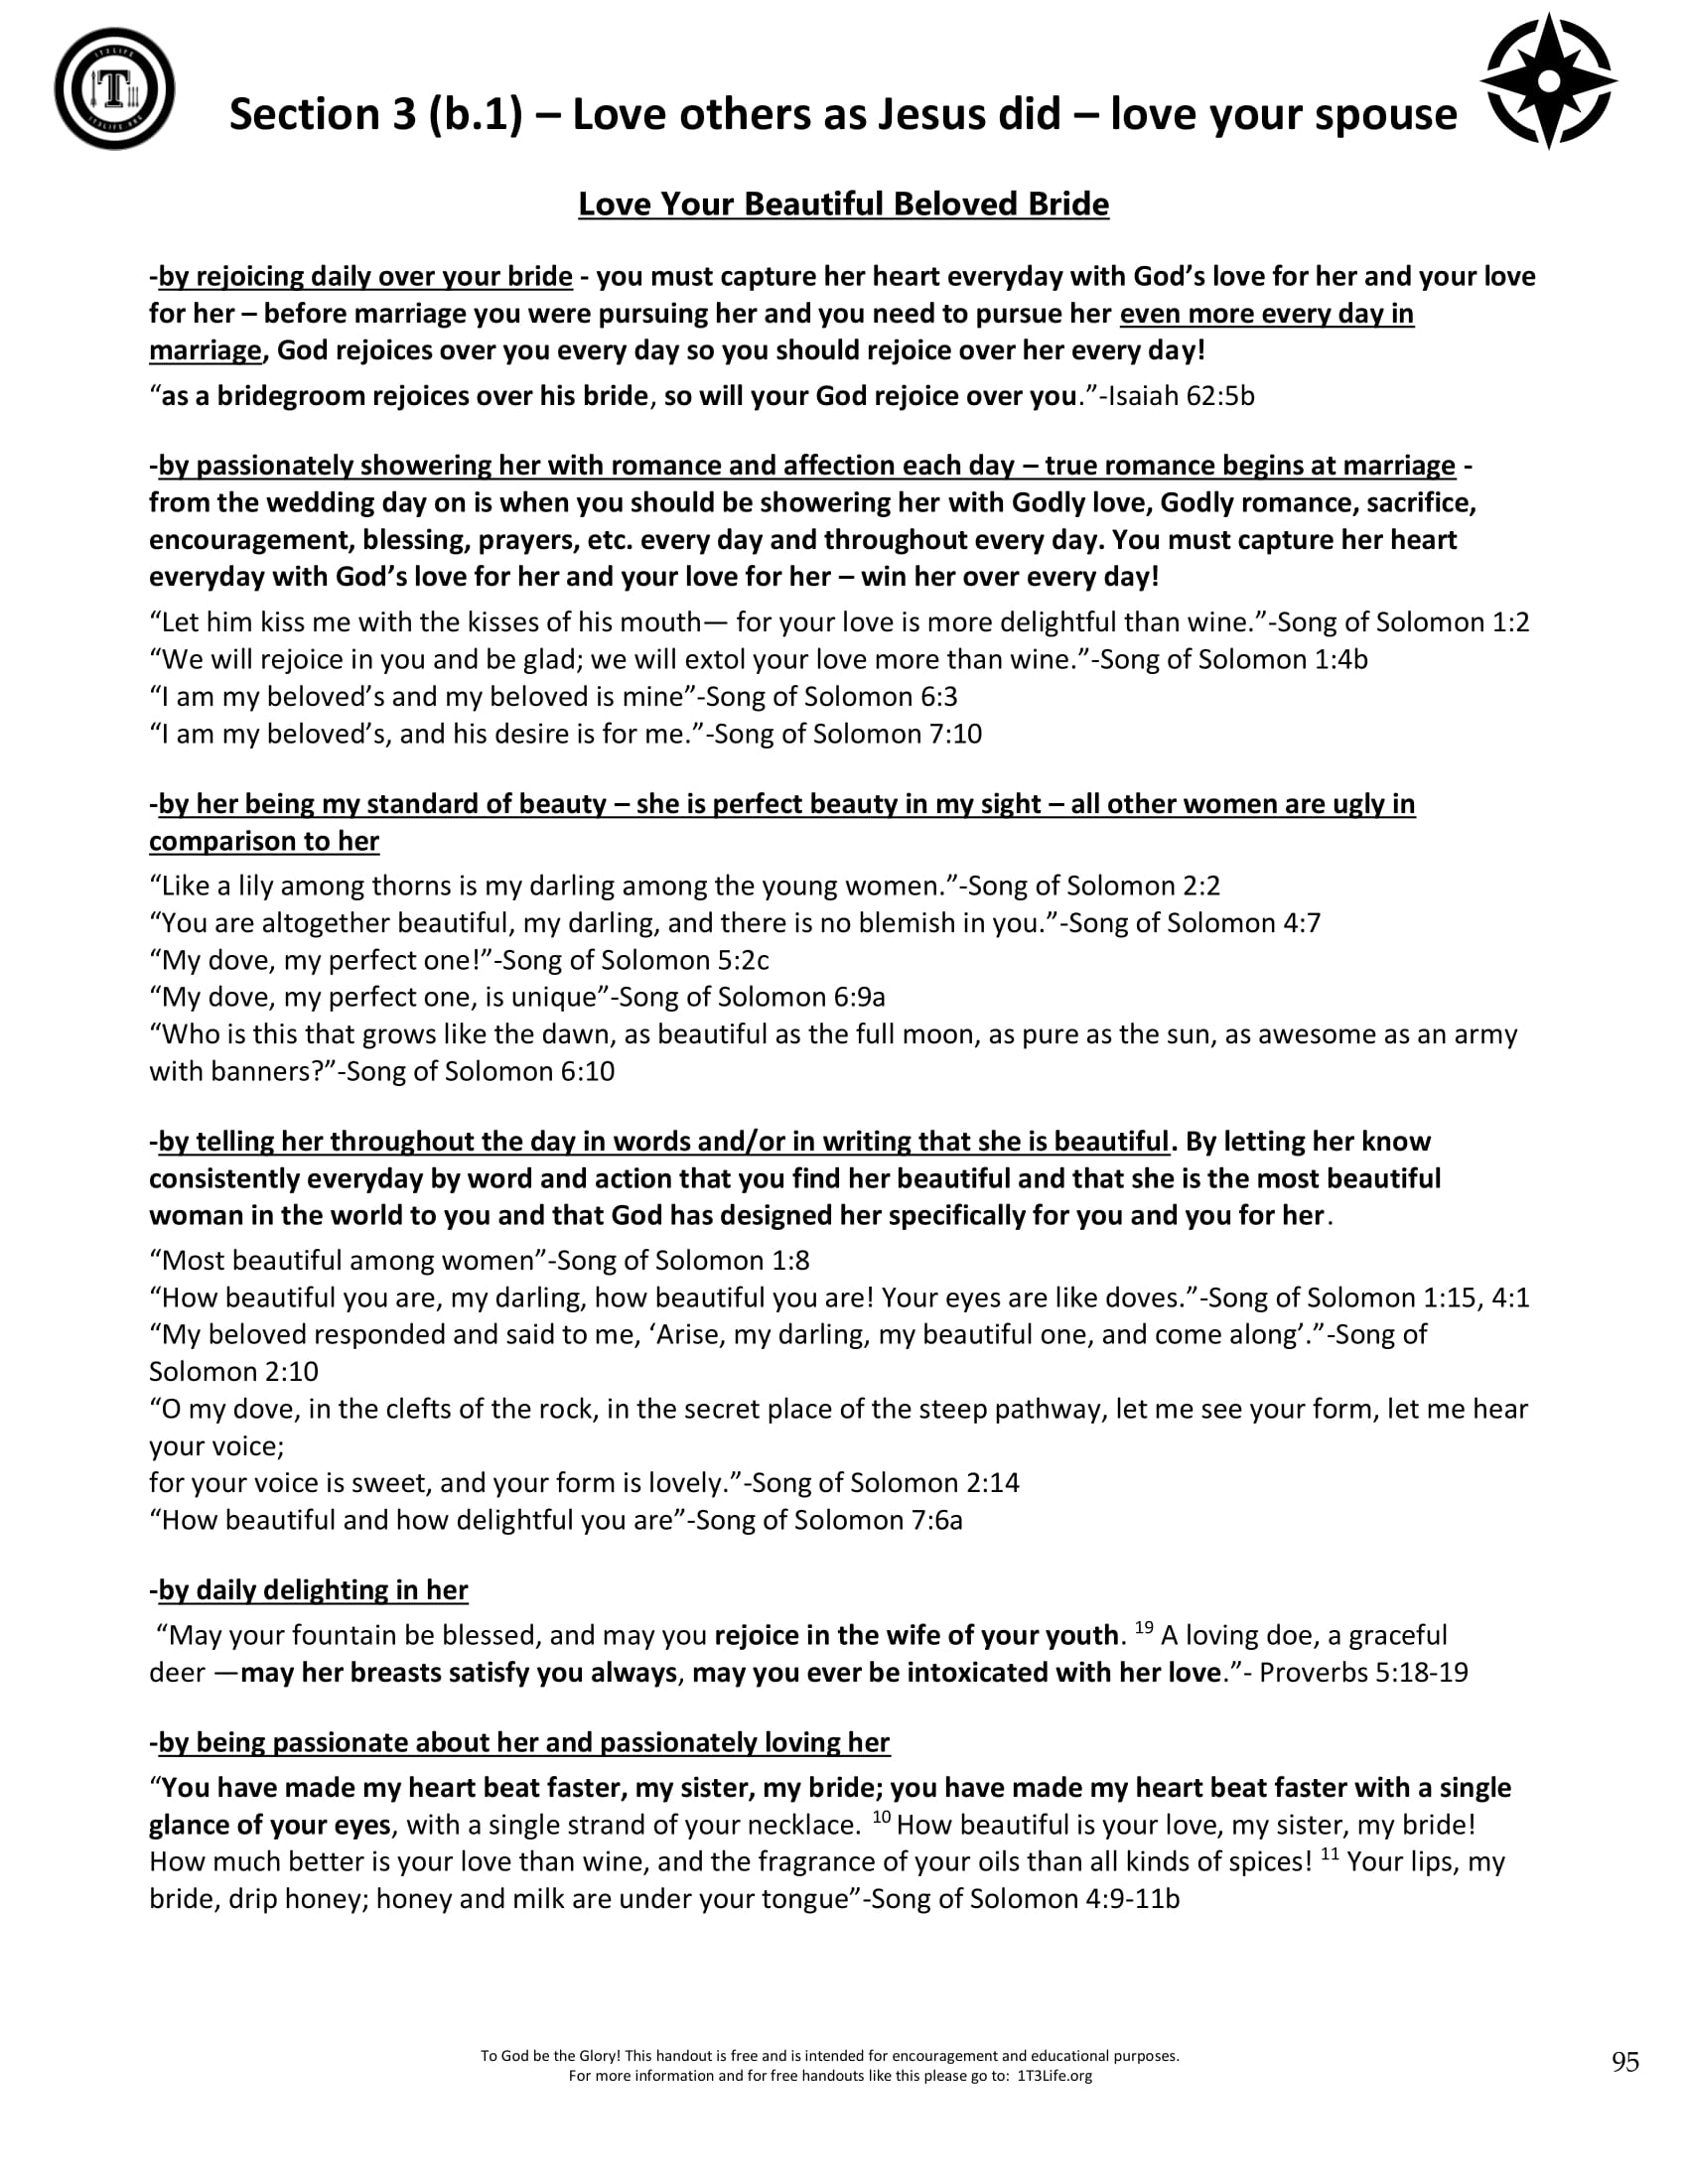 1T3LIFE
T
1T3LIFE.ORG
Section 3 (b.1) – Love others as Jesus did – love your spouse
Love Your Beautiful Beloved Bride
-by rejoicing daily over your bride - you must capture her heart everyday with God’s love for her and your love
for her – before marriage you were pursuing her and you need to pursue her even more every day in
marriage, God rejoices over you every day so you should rejoice over her every day!
“as a bridegroom rejoices over his bride, so will your God rejoice over you.”-Isaiah 62:5b
-by passionately showering her with romance and affection each day – true romance begins at marriage -
from the wedding day on is when you should be showering her with Godly love, Godly romance, sacrifice,
encouragement, blessing, prayers, etc. every day and throughout every day. You must capture her heart
everyday with God’s love for her and your love for her – win her over every day!
“Let him kiss me with the kisses of his mouth— for your love is more delightful than wine.”-Song of Solomon 1:2
“We will rejoice in you and be glad; we will extol your love more than wine.”-Song of Solomon 1:4b
“I am my beloved’s and my beloved is mine”-Song of Solomon 6:3
“I am my beloved’s, and his desire is for me.”-Song of Solomon 7:10
-by her being my standard of beauty – she is perfect beauty in my sight – all other women are ugly in
comparison to her
“Like a lily among thorns is my darling among the young women.”-Song of Solomon 2:2
“You are altogether beautiful, my darling, and there is no blemish in you.”-Song of Solomon 4:7
“My dove, my perfect one!”-Song of Solomon 5:2c
“My dove, my perfect one, is unique”-Song of Solomon 6:9a
“Who is this that grows like the dawn, as beautiful as the full moon, as pure as the sun, as awesome as an army
with banners?”-Song of Solomon 6:10
-by telling her throughout the day in words and/or in writing that she is beautiful. By letting her know
consistently everyday by word and action that you find her beautiful and that she is the most beautiful
woman in the world to you and that God has designed her specifically for you and you for her.
“Most beautiful among women”-Song of Solomon 1:8
“How beautiful you are, my darling, how beautiful you are! Your eyes are like doves.”-Song of Solomon 1:15, 4:1
“My beloved responded and said to me, ‘Arise, my darling, my beautiful one, and come along’.”-Song of
Solomon 2:10
“O my dove, in the clefts of the rock, in the secret place of the steep pathway, let me see your form, let me hear
your voice;
for your voice is sweet, and your form is lovely.”-Song of Solomon 2:14
“How beautiful and how delightful you are”-Song of Solomon 7:6a
-by daily delighting in her
“May your fountain be blessed, and may you rejoice in the wife of your youth. 19 A loving doe, a graceful
deer —may her breasts satisfy you always, may you ever be intoxicated with her love.”- Proverbs 5:18-19
-by being passionate about her and passionately loving her
“You have made my heart beat faster, my sister, my bride; you have made my heart beat faster with a single
glance of your eyes, with a single strand of your necklace. 10 How beautiful is your love, my sister, my bride!
How much better is your love than wine, and the fragrance of your oils than all kinds of spices! 11 Your lips, my
bride, drip honey; honey and milk are under your tongue”-Song of Solomon 4:9-11b
To God be the Glory! This handout is free and is intended for encouragement and educational purposes.
For more information and for free handouts like this please go to: 1T3Life.org
95